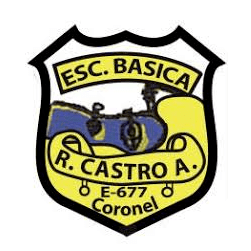 ESC. BASICA
R. CASTRO A.
E-677
Coronel